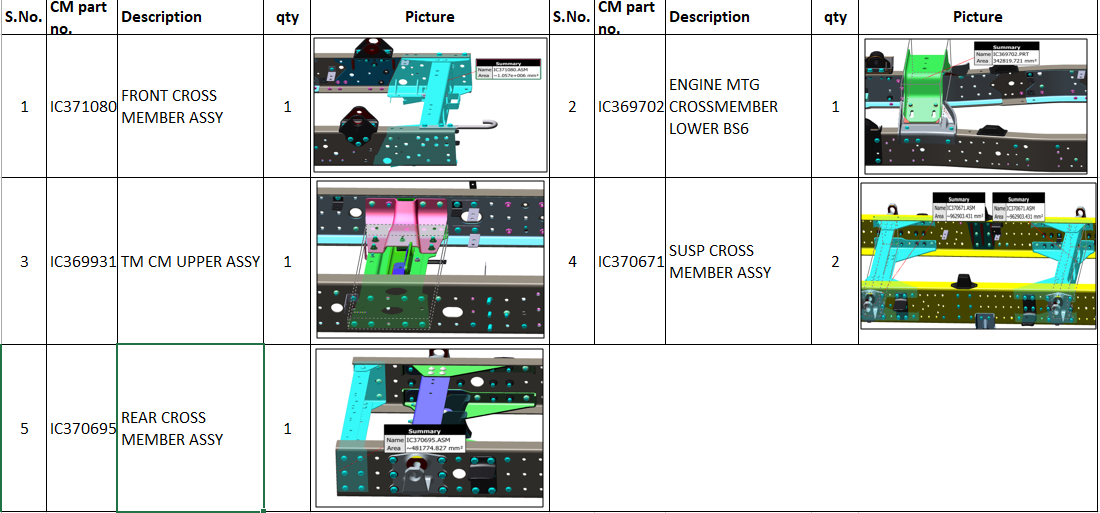 S.No. CM part no. Description qty Picture S.No. CM part no. Description qty Picture
1 IC371080 FRONT CROSS MEMBER ASSY 1
Summary
Name IC371080.ASM
Area ~1.057e+006 mm²
2 IC369702 ENGINE MTG CROSSMEMBER LOWER BS6 1
Summary
Name IC369702.PRT
Area 342819.721 mm²
3 IC369931 TM CM UPPER ASSY 1
4 IC370671 SUSP CROSS MEMBER ASSY 2
Summary
Name IC370671.ASM
Area ~962903.431 mm²
Summary
Name IC370671.ASM
Area ~962903.431 mm²
5 IC370695 REAR CROSS MEMBER ASSY 1
Summary
Name IC370695.ASM
Area ~481774.827 mm²